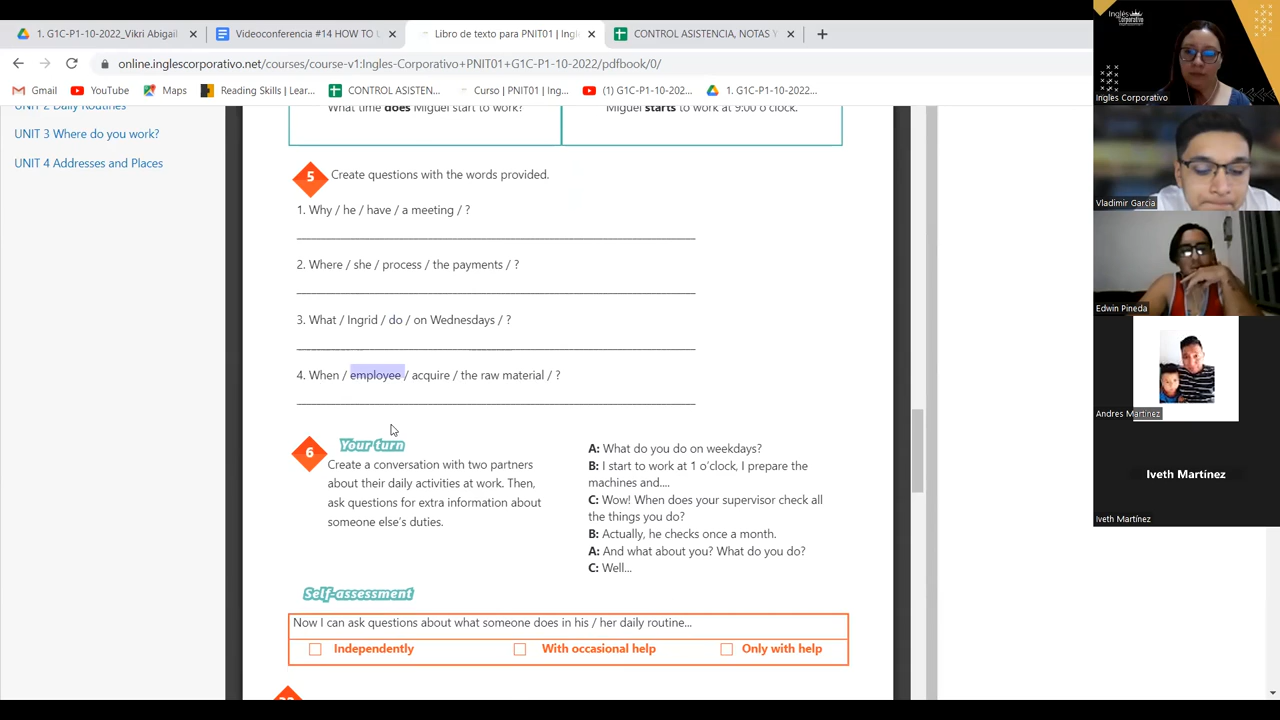 1. G1C-P1-10-2022_Vikri Abigail
Videoconferencia #14 HOW TO U
Libro de texto para PNIT01 | Inglé
CONTROL ASISTENCIA, NOTAS Y
online.inglescorporativo.net/courses/course-v1:Ingles-Corporativo+PNIT01+G1C-P1-10-2022/pdfbook/0/
Gmail
YouTube
Maps
Reading Skills | Lear...
CONTROL ASISTEN...
Curso | PNIT01 | Ing...
(1) G1C-P1-10-2022...
1. G1C-P1-10-2022...
UNIT 2 Daily Routines
UNIT 3 Where do you work?
UNIT 4 Addresses and Places
What time does Miguel start to work?
Miguel starts to work at 9:00 o'clock.
5 Create questions with the words provided.
1. Why / he / have / a meeting / ?
2. Where / she / process / the payments / ?
3. What / Ingrid / do / on Wednesdays / ?
4. When / employee / acquire / the raw material / ?
6 Your turn
Create a conversation with two partners
about their daily activities at work. Then,
ask questions for extra information about
someone else's duties.
A: What do you do on weekdays?
B: I start to work at 1 o'clock, I prepare the
machines and....
C: Wow! When does your supervisor check all
the things you do?
B: Actually, he checks once a month.
A: And what about you? What do you do?
C: Well...
Self-assessment
Now I can ask questions about what someone does in his / her daily routine...
Independently
With occasional help
Only with help
Inglés
Corporativo
Ingles Corporativo
Vladimir Garcia
Edwin Pineda
Andres Martinez
Iveth Martínez
Iveth Martínez